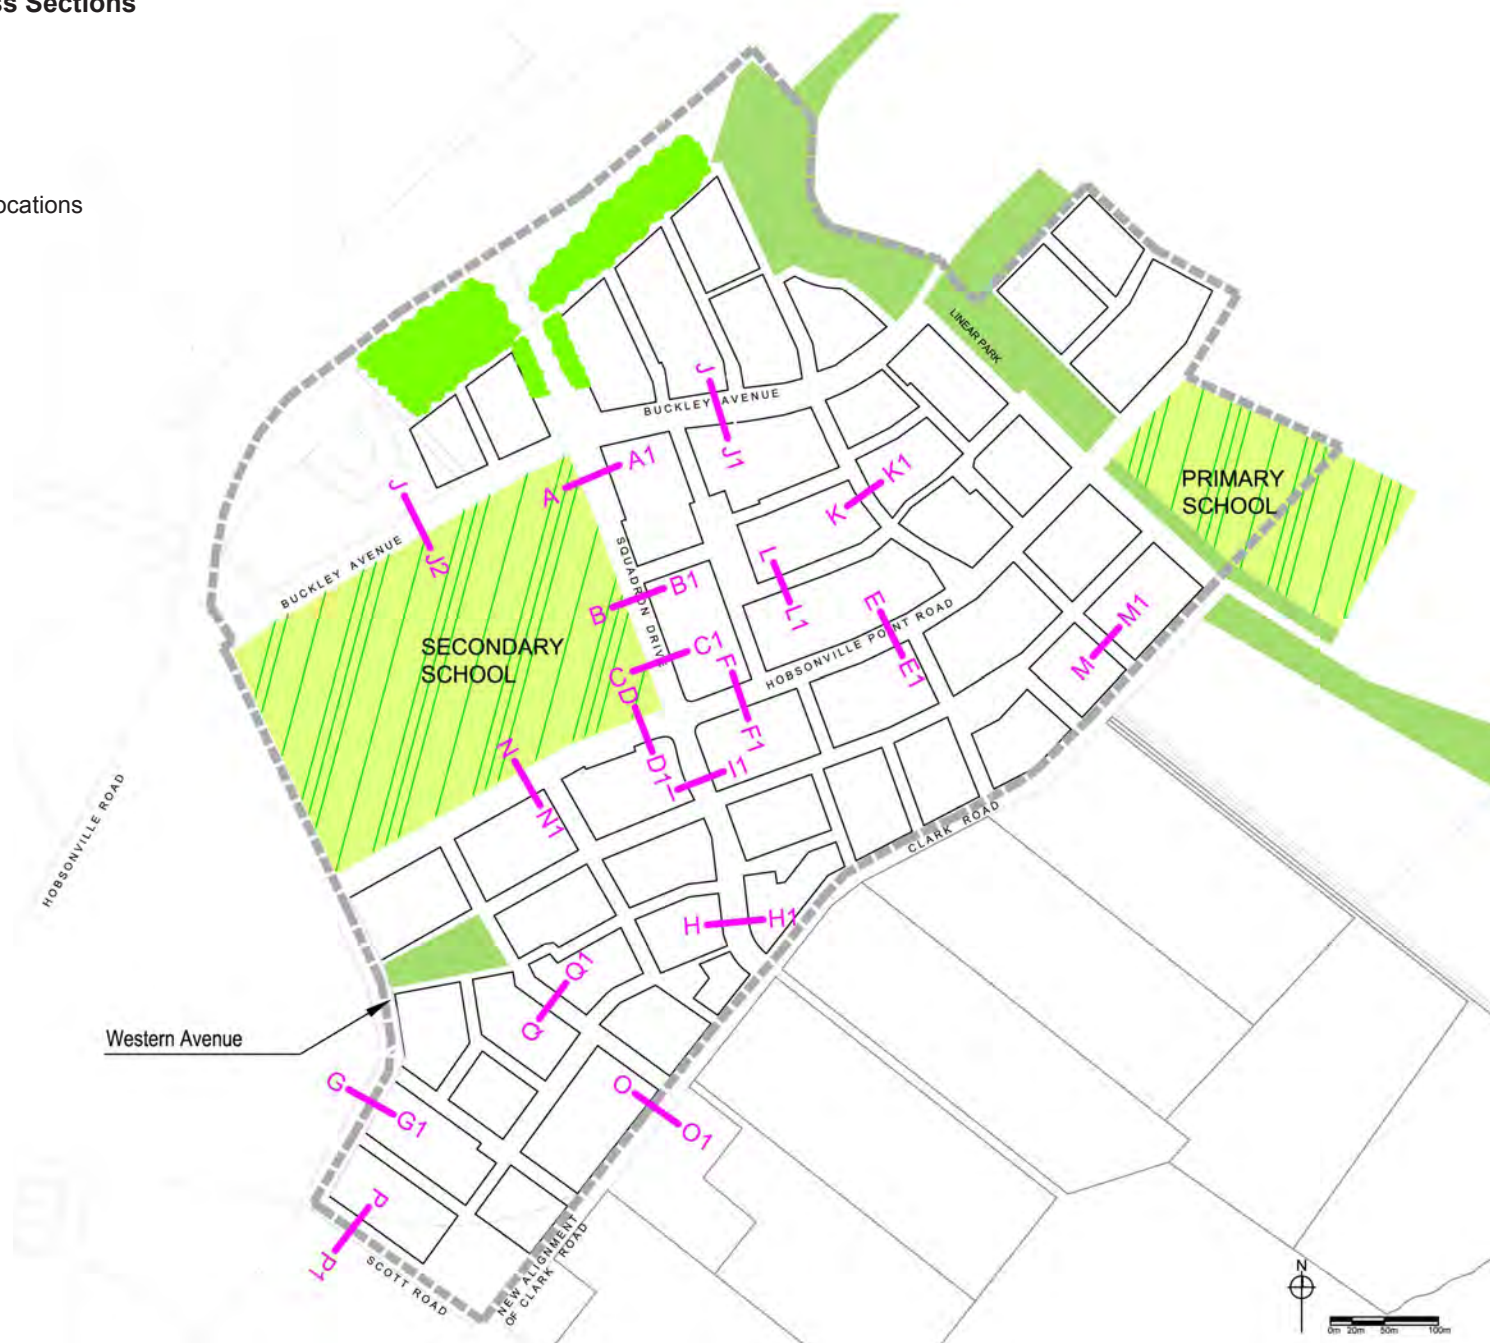 ss Sections
ocations
LINEAR PARK
J
BUCKLEY AVENUE
J1
A
A1
J
J2
BUCKLEY AVENUE
K
K1
PRIMARY
SCHOOL
SQUADRON DRIVE
L
L1
B
B1
E
E1
M
M1
SECONDARY
SCHOOL
C
C1
F
F1
HOBSONVILLE POINT ROAD
D
D1
I
I1
N
N1
HOBSONVILLE ROAD
CLARK ROAD
H
H1
Q
Q1
Western Avenue
G
G1
O
O1
P
P1
SCOTT ROAD
NEW ALIGNMENT
OF CLARK ROAD
N
0m 20m 50m 100m